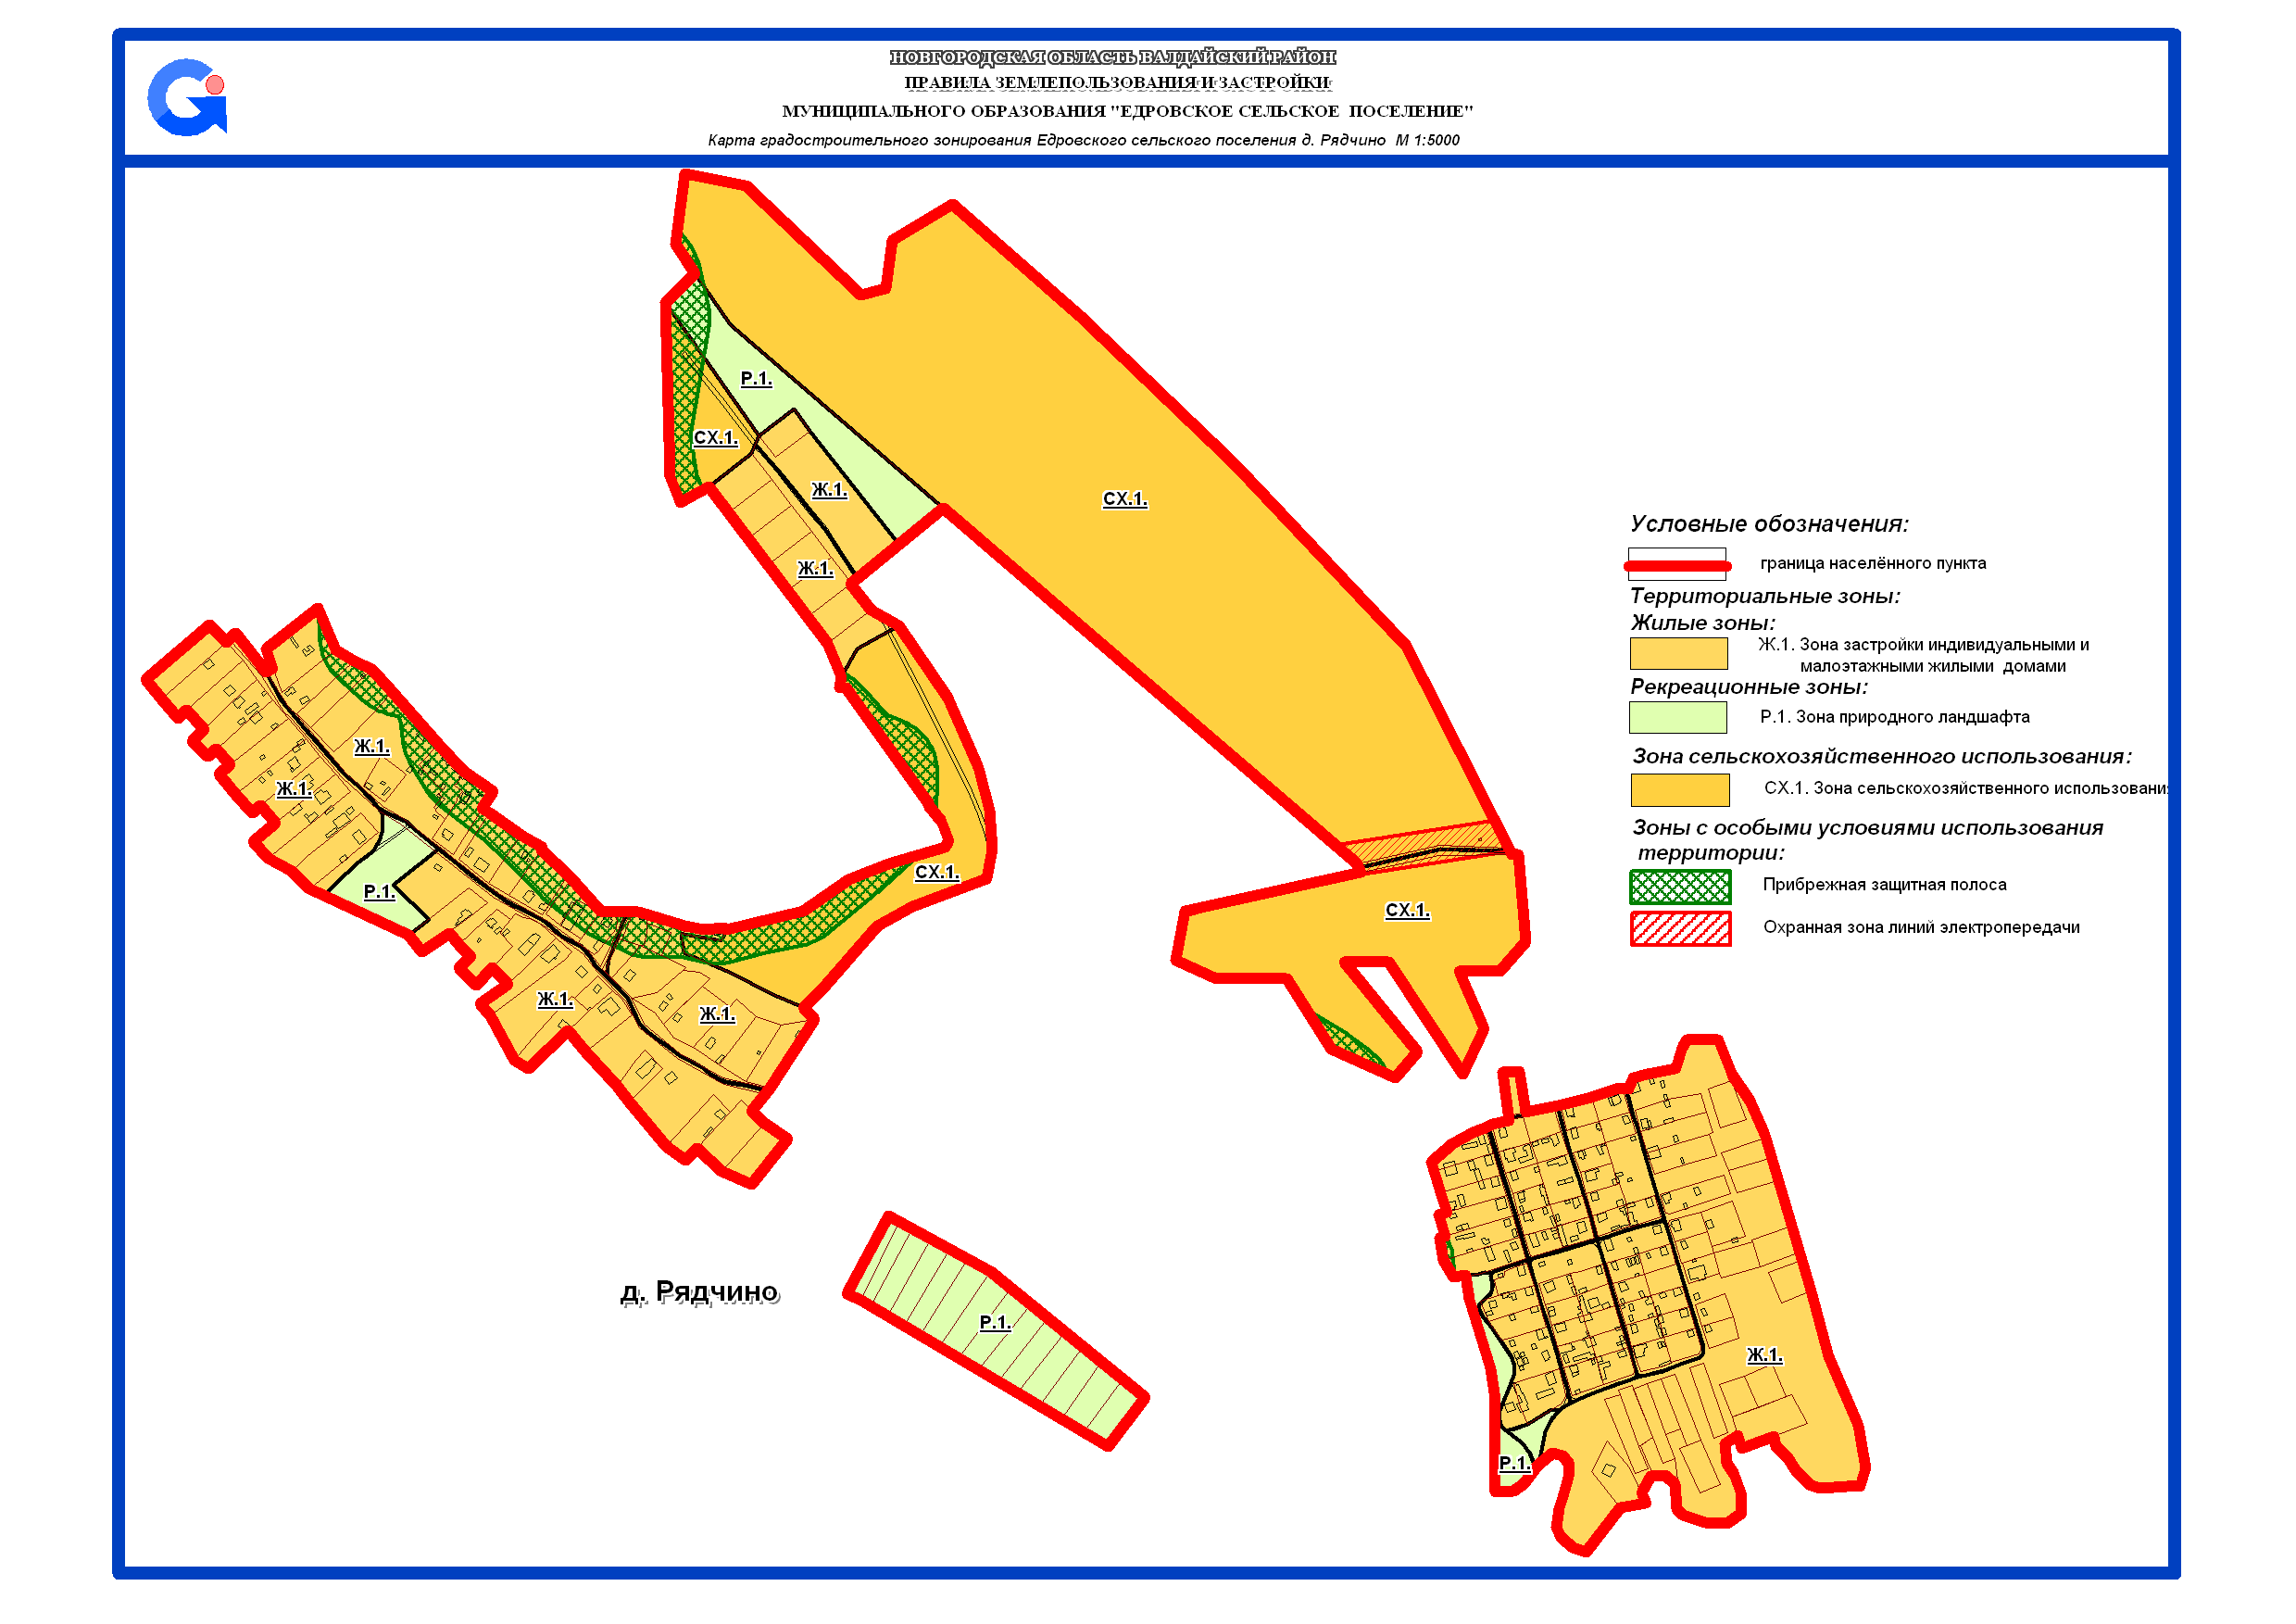 НОВГОРОДСКАЯ ОБЛАСТЬ ВАЛДАЙСКИЙ РАЙОН
ПРАВИЛА ЗЕМЛЕПОЛЬЗОВАНИЯ И ЗАСТРОЙКИ
МУНИЦИПАЛЬНОГО ОБРАЗОВАНИЯ "ЕДРОВСКОЕ СЕЛЬСКОЕ ПОСЕЛЕНИЕ"
Карта градостроительного зонирования Едровского сельского поселения д. Рядчино М 1:5000
Р.1.
СХ.1.
Ж.1.
СХ.1.
Ж.1.
Ж.1.
Ж.1.
Р.1.
СХ.1.
СХ.1.
Ж.1.
Ж.1.
д. Рядчино
Р.1.
Ж.1.
Р.1.
Условные обозначения:
граница населённого пункта
Территориальные зоны:
Жилые зоны:
Ж.1. Зона застройки индивидуальными и
малоэтажными жилыми домами
Рекреационные зоны:
Р.1. Зона природного ландшафта
Зона сельскохозяйственного использования:
СХ.1. Зона сельскохозяйственного использовани
Зоны с особыми условиями использования
территории:
Прибрежная защитная полоса
Охранная зона линий электропередачи